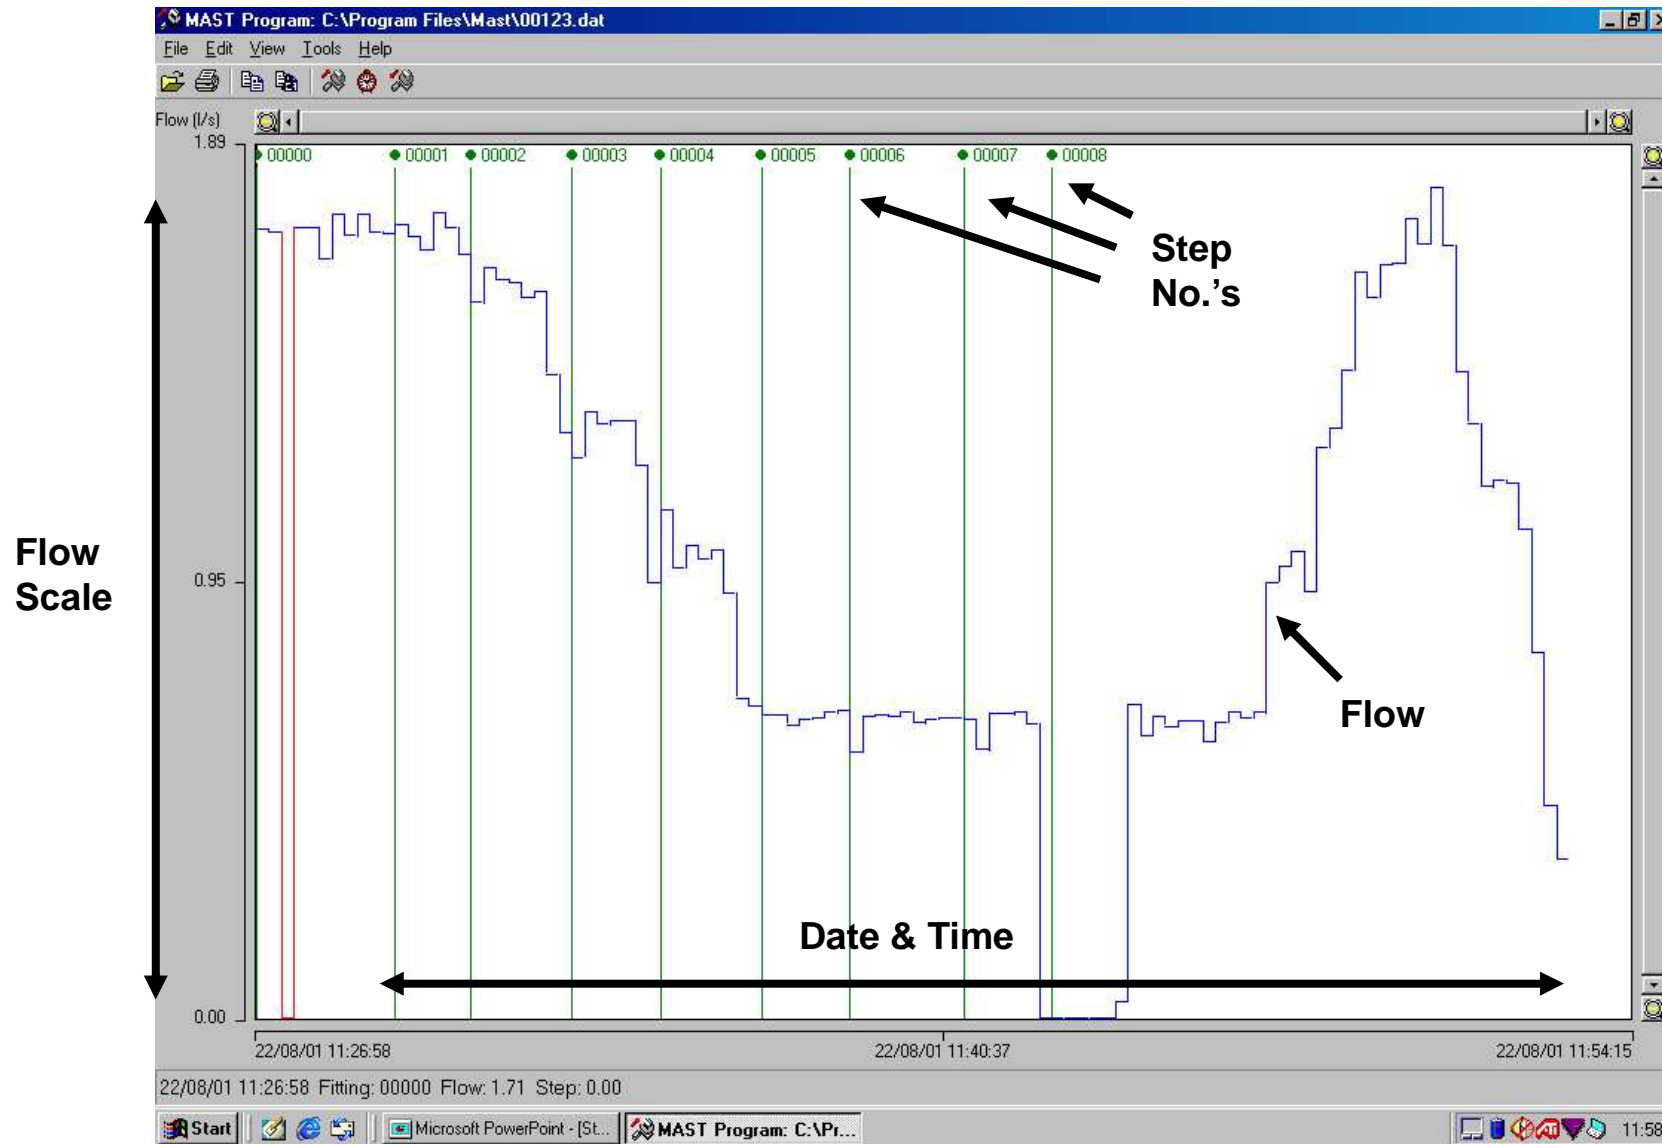 MAST Program: C:\Program Files\Mast\00123.dat
File Edit View Tools Help
Flow (l/s)
1.89
00000 00001 00002 00003 00004 00005 00006 00007 00008
Step
No.'s
Flow
Scale
0.95
Flow
Date & Time
0.00
22/08/01 11:26:58 22/08/01 11:40:37 22/08/01 11:54:15
22/08/01 11:26:58 Fitting: 00000 Flow: 1.71 Step: 0.00
Start Microsoft PowerPoint - [St... MAST Program: C:\Pr... 11:58